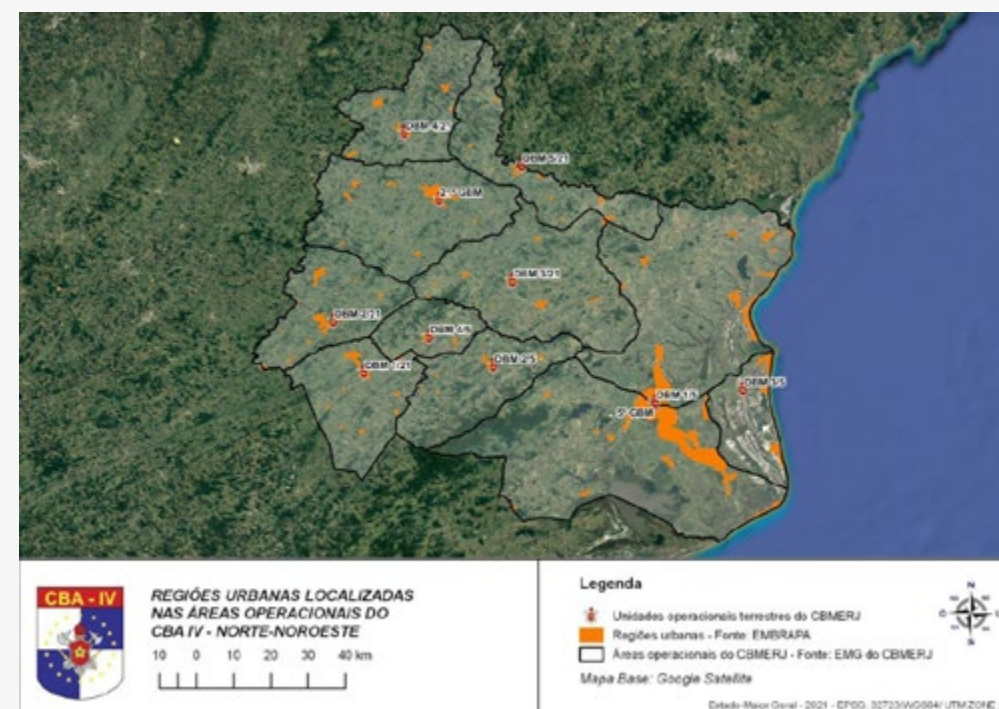 DBM 4/21
DBM 5/21
21º GBM
DBM 3/21
DBM 2/21
DBM 4/5
DBM 1/21
DBM 2/5
DBM 1/5
DBM 3/5
5º GBM
CBA - IV
REGIÕES URBANAS LOCALIZADAS
NAS ÁREAS OPERACIONAIS DO
CBA IV - NORTE-NOROESTE
10 0 10 20 30 40 km
Legenda
Unidades operacionais terrestres do CBMERJ
Regiões urbanas - Fonte: EMBRAPA
Áreas operacionais do CBMERJ - Fonte: EMG do CBMERJ
Mapa Base: Google Satellite
N
S
Estado-Maior Geral - 2021 - EPSG: 32723/WGS84/ UTM ZONE